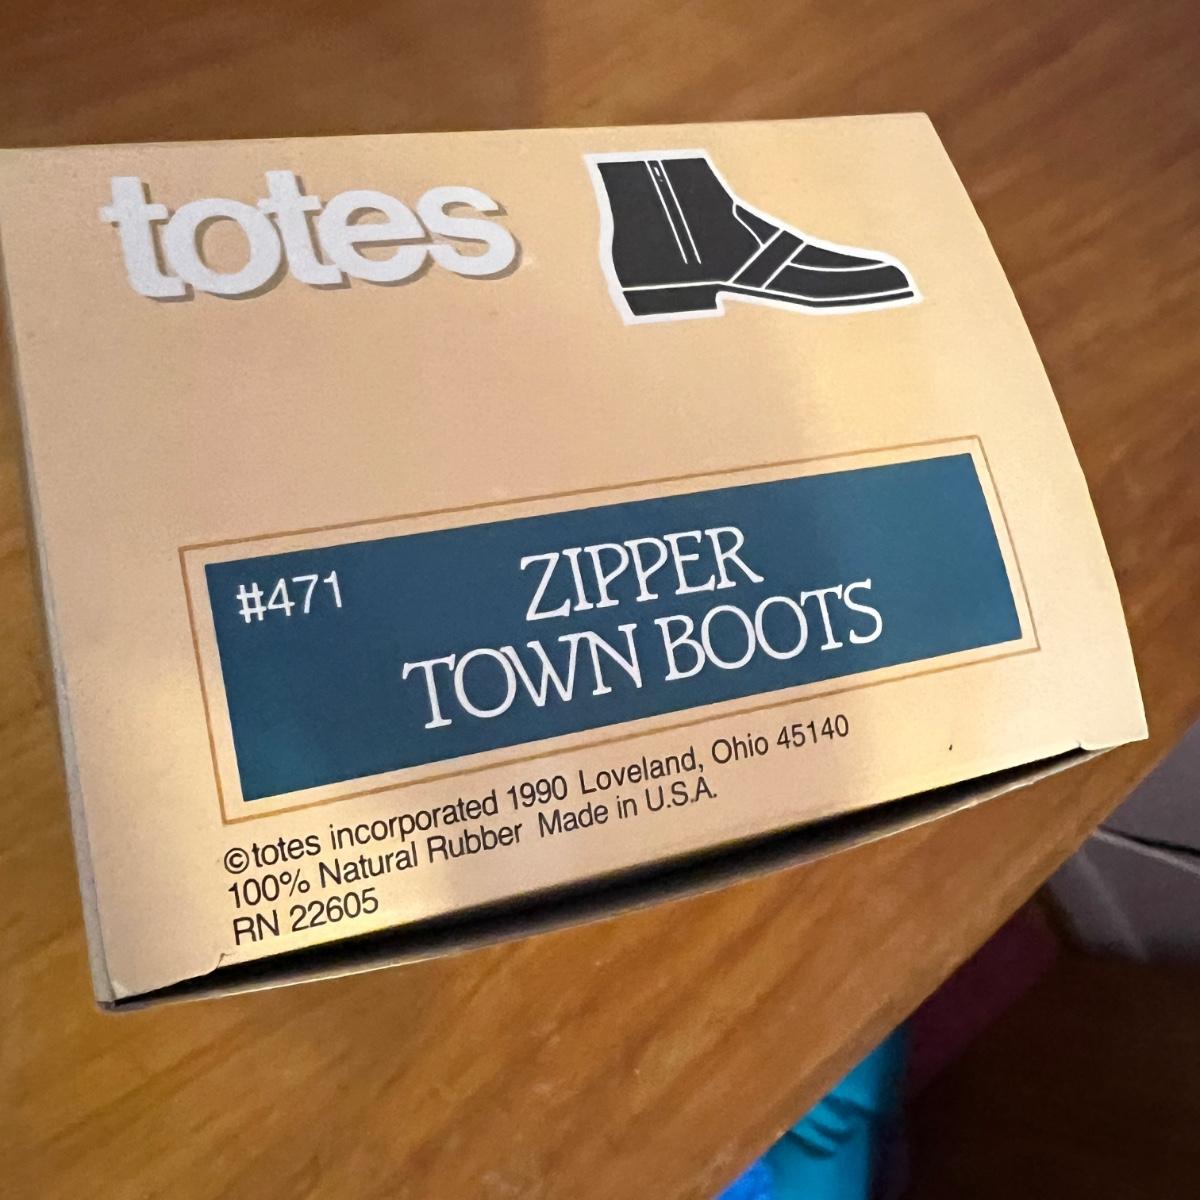 totes
#471
ZIPPER
TOWN BOOTS
©totes incorporated 1990 Loveland, Ohio 45140
100% Natural Rubber Made in U.S.A.
RN 22605